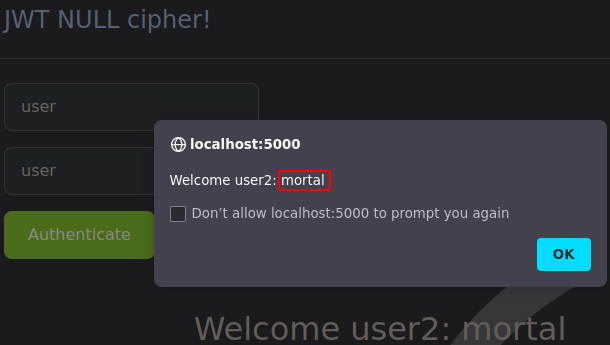 JWT NULL cipher!
user
localhost:5000
Welcome user2: mortal
user
Don’t allow localhost:5000 to prompt you again
Authenticate
OK
Welcome user2: mortal